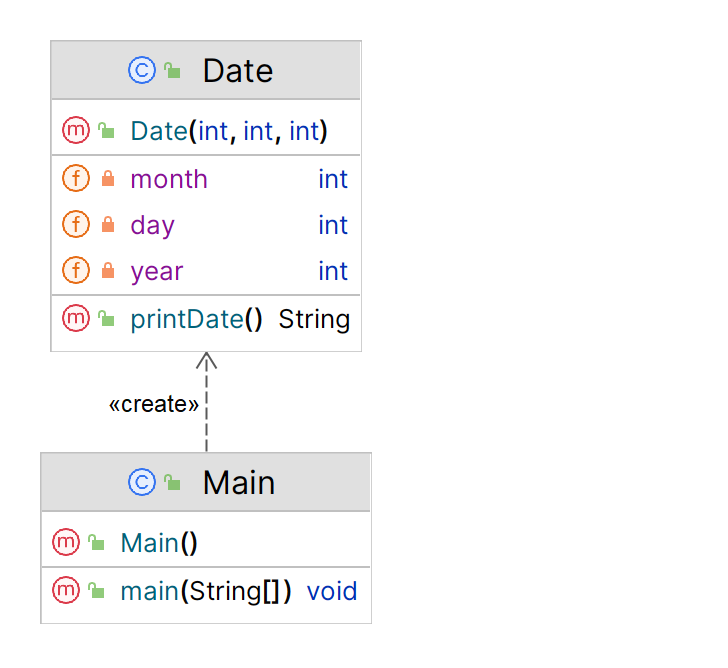 C Date
m Date(int, int, int)
f month int
f day int
f year int
m printDate() String
«create»
C Main
m Main()
m main(String[]) void